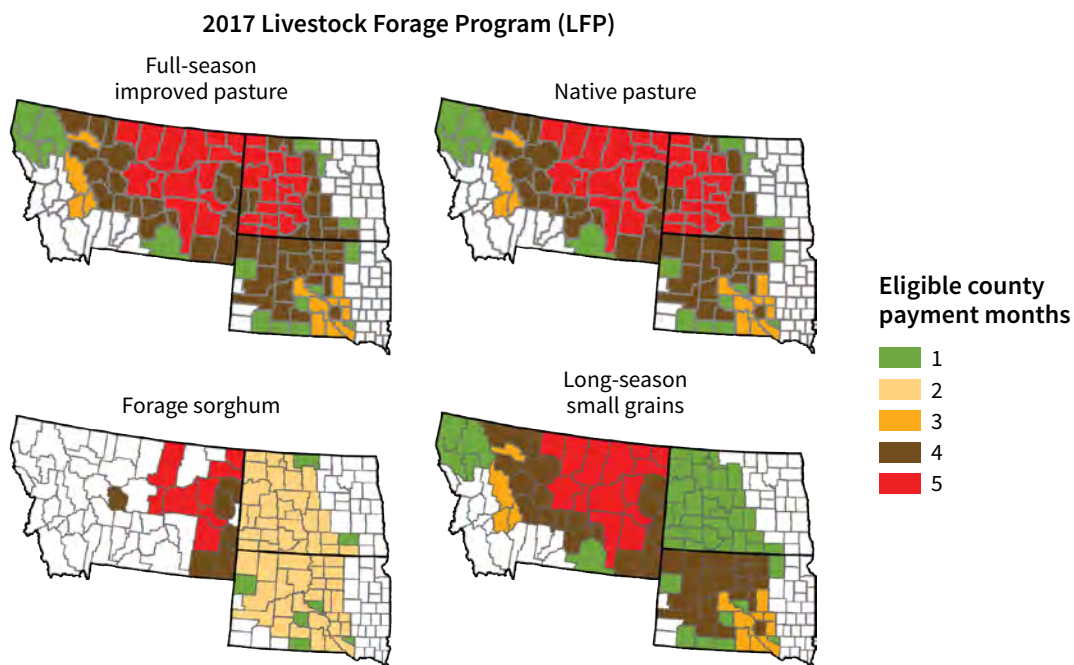 2017 Livestock Forage Program (LFP)
Full-season
improved pasture
Native pasture
Forage sorghum
Long-season
small grains
Eligible county
payment months
1
2
3
4
5